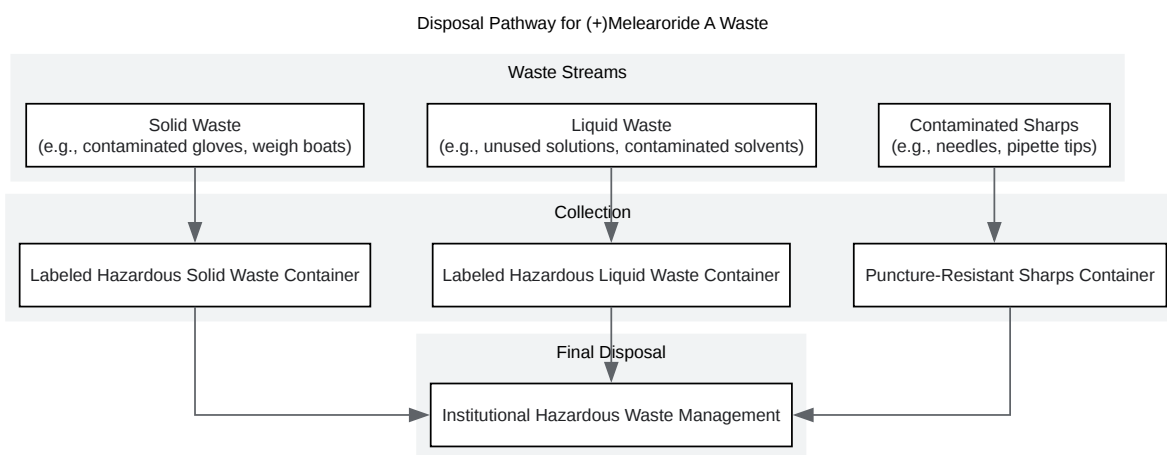 Disposal Pathway for (+)Melearoride A Waste
Waste Streams
Solid Waste
(e.g., contaminated gloves, weigh boats)
Liquid Waste
(e.g., unused solutions, contaminated solvents)
Contaminated Sharps
(e.g., needles, pipette tips)
Collection
Labeled Hazardous Solid Waste Container
Labeled Hazardous Liquid Waste Container
Puncture-Resistant Sharps Container
Final Disposal
Institutional Hazardous Waste Management